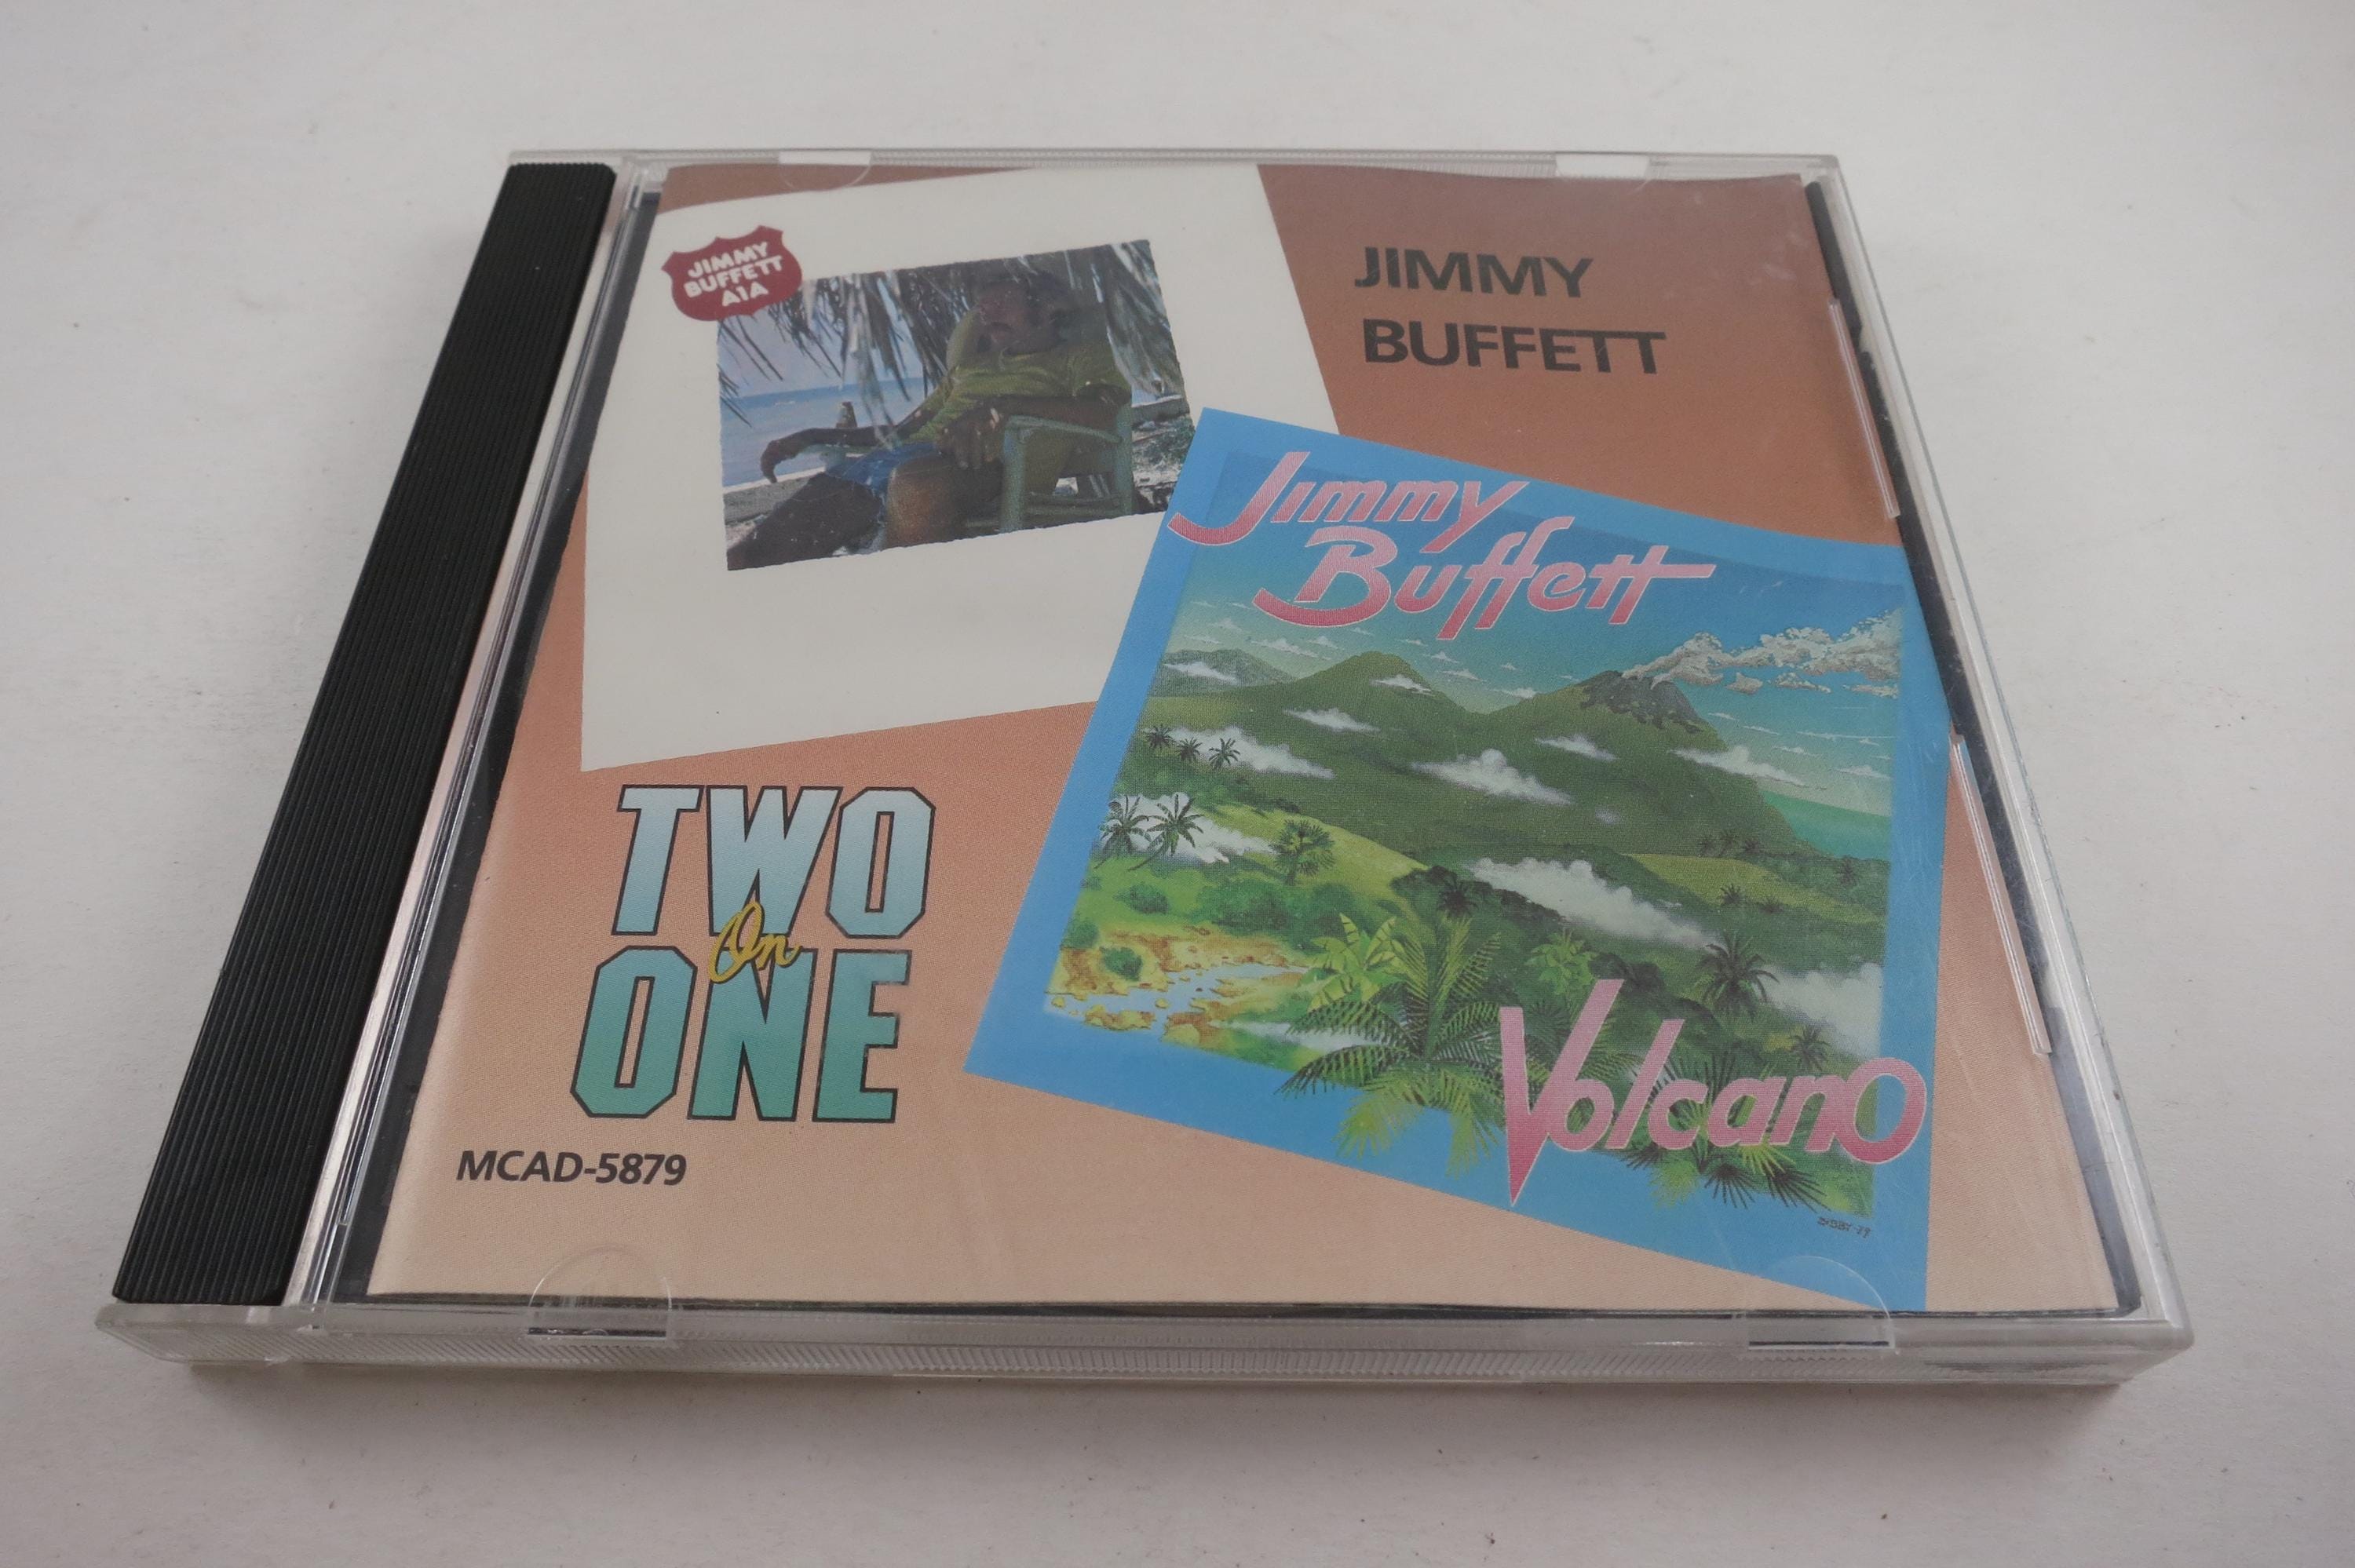 JIMMY
BUFFETT
A1A
JIMMY
BUFFETT
Jimmy
Buffett
Volcano
TWO
On
ONE
MCAD-5879